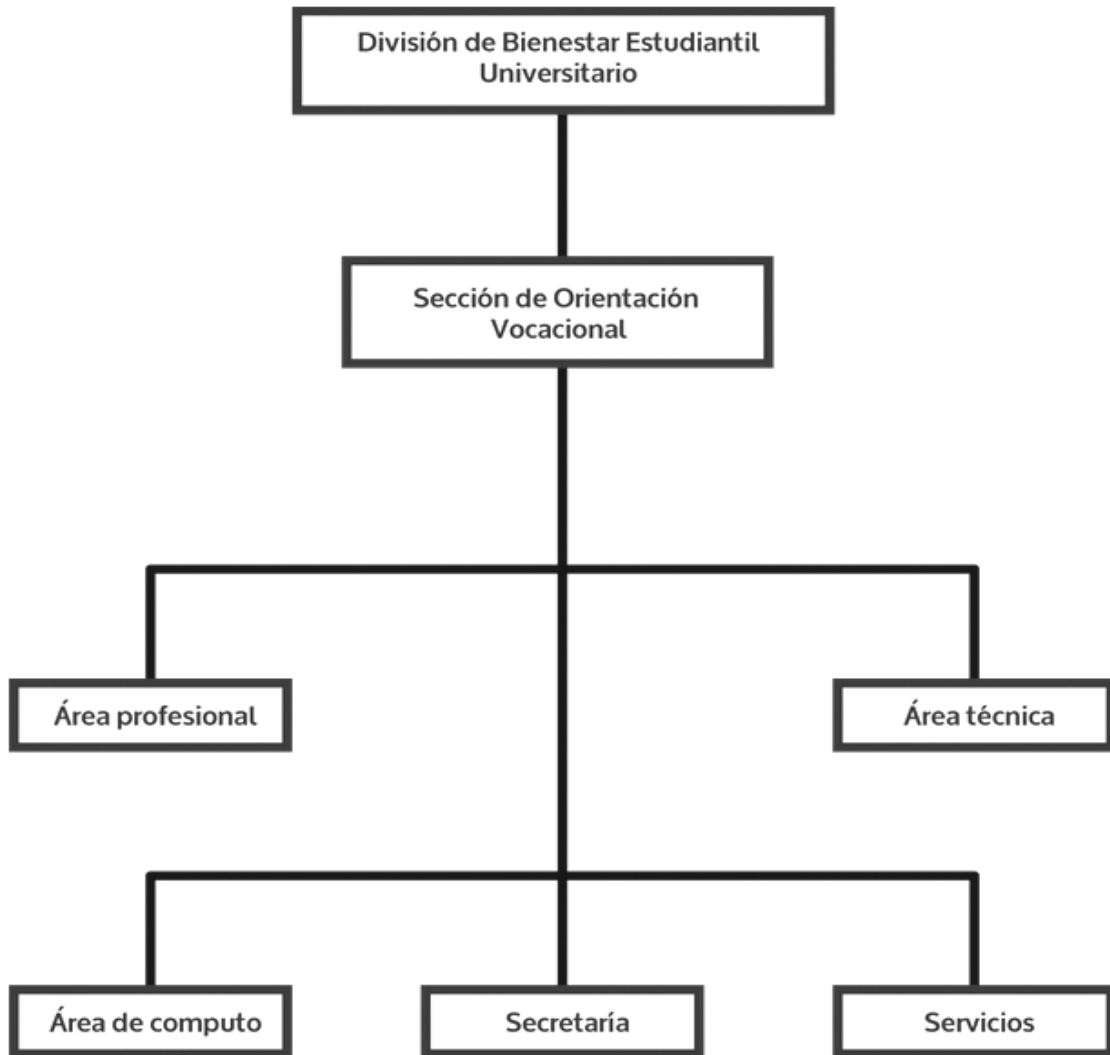 División de Bienestar Estudiantil
Universitario
Sección de Orientación
Vocacional
Área profesional
Área técnica
Área de computo
Secretaría
Servicios